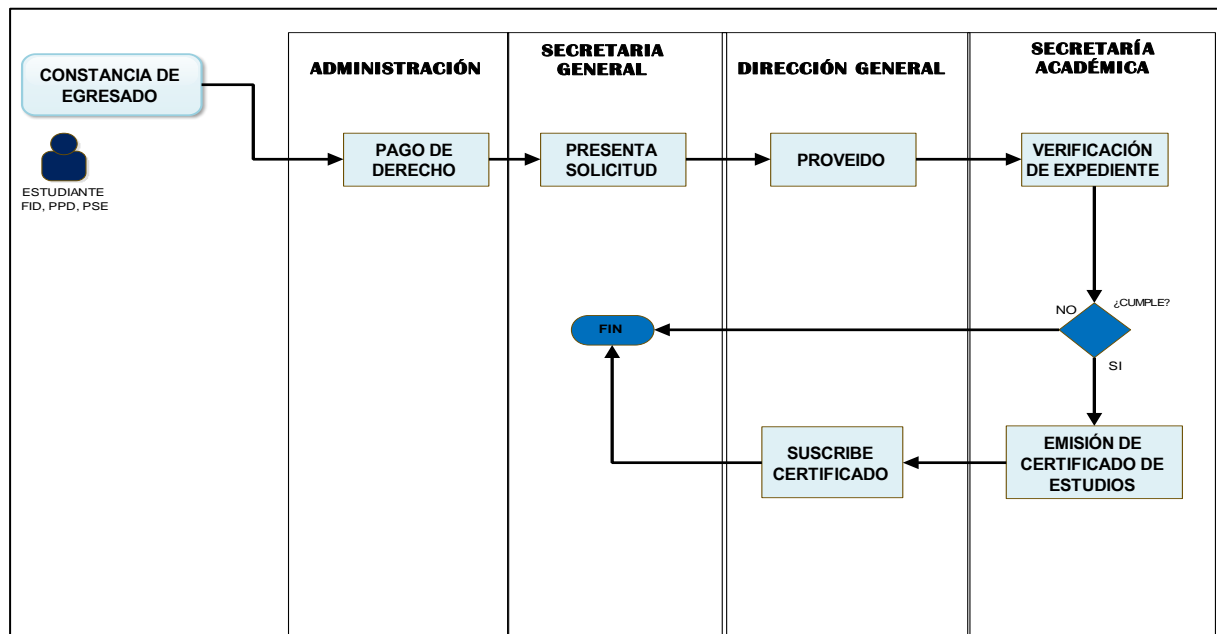 CONSTANCIA DE
EGRESADO
ESTUDIANTE
FID, PPD, PSE
ADMINISTRACIÓN
SECRETARIA
GENERAL
DIRECCIÓN GENERAL
SECRETARÍA
ACADÉMICA
PAGO DE
DERECHO
PRESENTA
SOLICITUD
PROVEIDO
VERIFICACIÓN
DE EXPEDIENTE
¿CUMPLE?
NO
FIN
SI
SUSCRIBE
CERTIFICADO
EMISIÓN DE
CERTIFICADO DE
ESTUDIOS